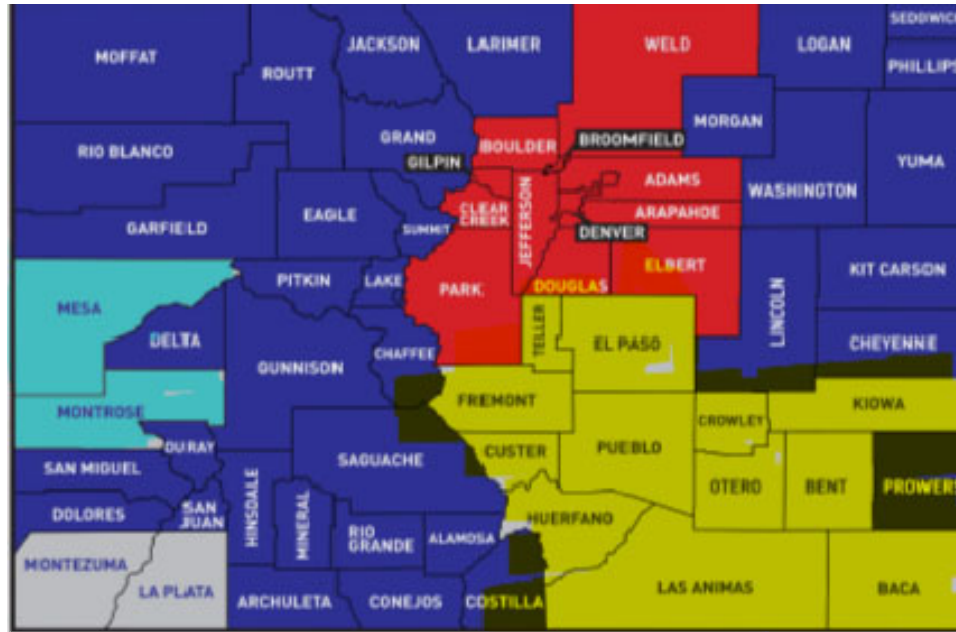 SEDGWICK
JACKSON
LARIMER
WELD
LOGAN
MOFFAT
ROUTT
PHILLIPS
MORGAN
GRAND
BOULDER
BROOMFIELD
RIO BLANCO
GILPIN
YUMA
ADAMS
WASHINGTON
CLEAR
CREEK
JEFFERSON
ARAPAHOE
EAGLE
GARFIELD
SUMMIT
DENVER
ELBERT
KIT CARSON
PITKIN
LAKE
PARK
DOUGLAS
LINCOLN
MESA
DELTA
TEILLER
EL PASO
CHEYENNE
CHAFFEE
GUNNISON
FREMONT
KIOWA
MONTROSE
CROWLEY
OURAY
CUSTER
PUEBLO
SAGUACHE
SAN MIGUEL
OTERO
BENT
PROWERS
HINSDALE
MINERAL
SAN
JUAN
DOLORES
HUERFANO
RIO
GRANDE
ALAMOSA
MONTEZUMA
LA PLATA
LAS ANIMAS
BACA
ARCHULETA
CONEJOS
COSTILLA